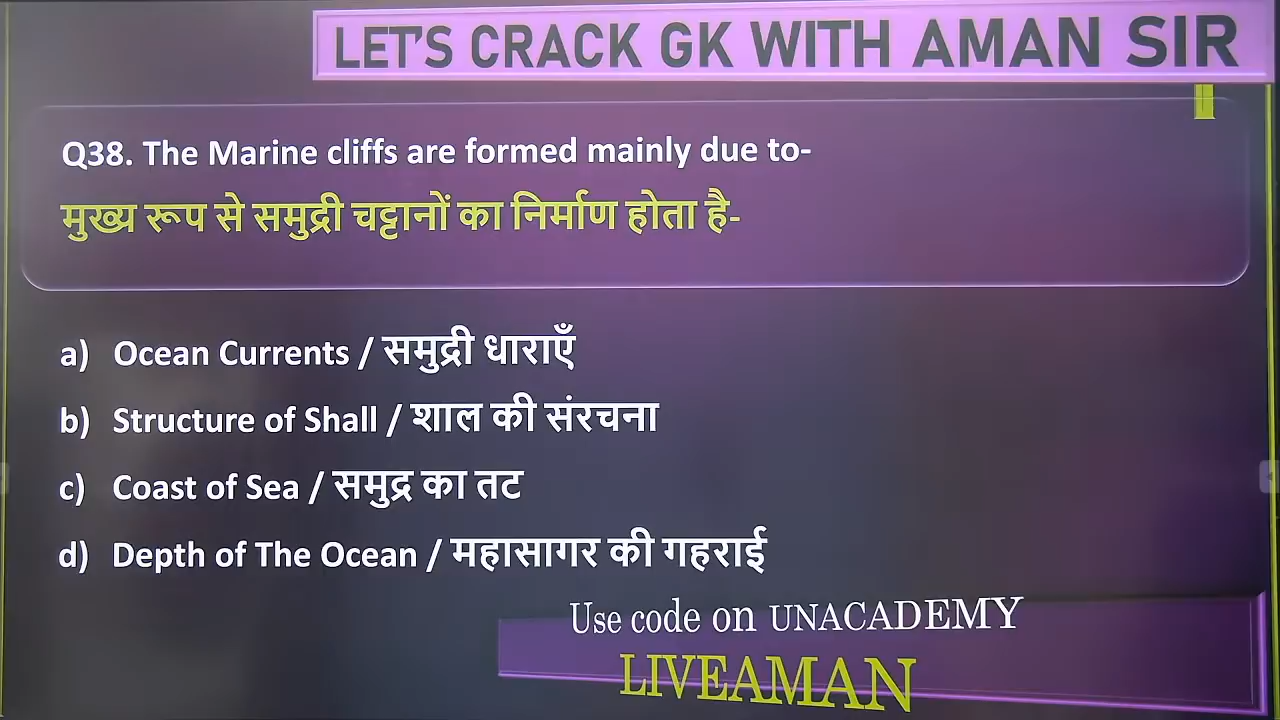 LET'S CRACK GK WITH AMAN SIR
Q38. The Marine cliffs are formed mainly due to-
मुख्य रूप से समुद्री चट्टानों का निर्माण होता है-
a) Ocean Currents / समुद्री धाराएँ
b) Structure of Shall / शाल की संरचना
c) Coast of Sea / समुद्र का तट
d) Depth of The Ocean / महासागर की गहराई
Use code on UNACADEMY
LIVEAMAN